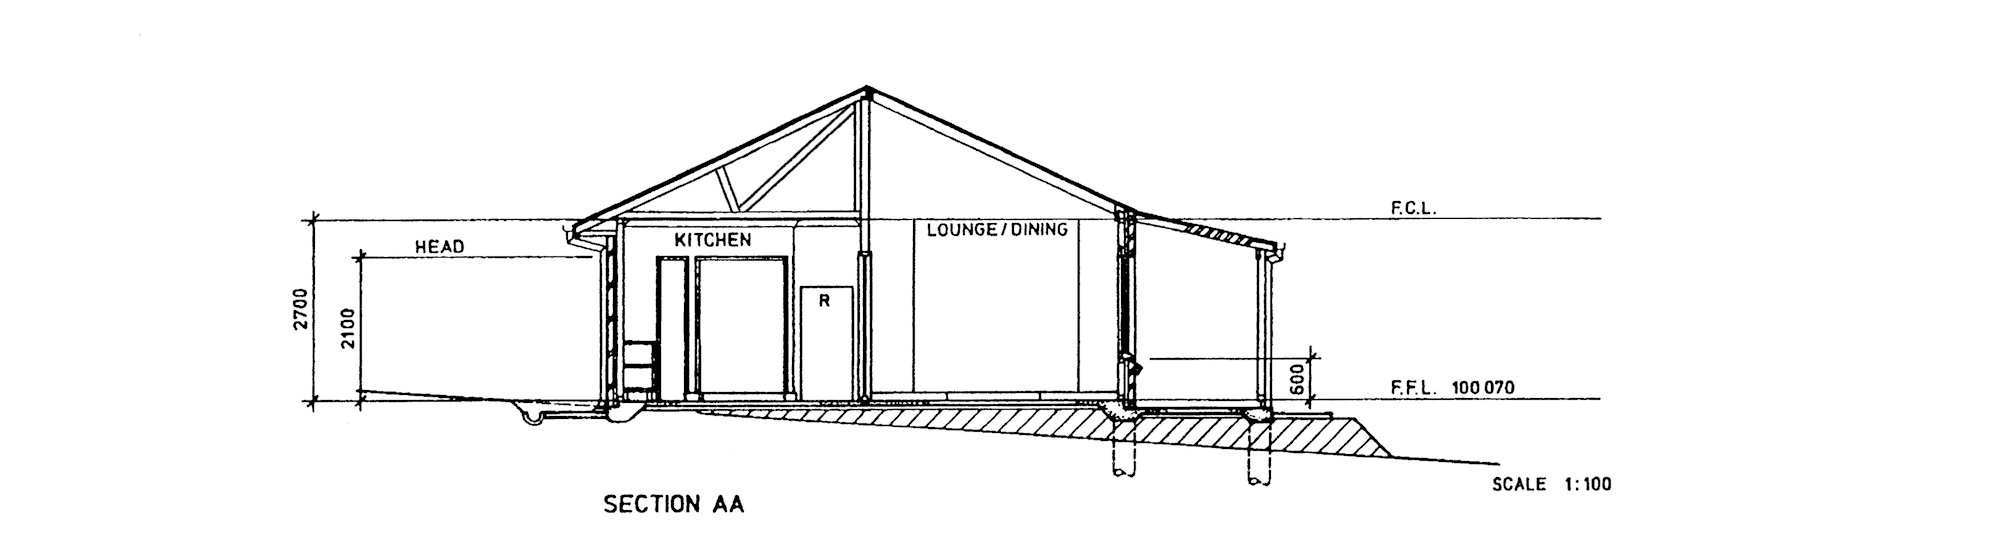 F.C.L.
LOUNGE/DINING
KITCHEN
HEAD
R
2700
2100
600
F.F.L. 100 070
SCALE 1:100
SECTION AA